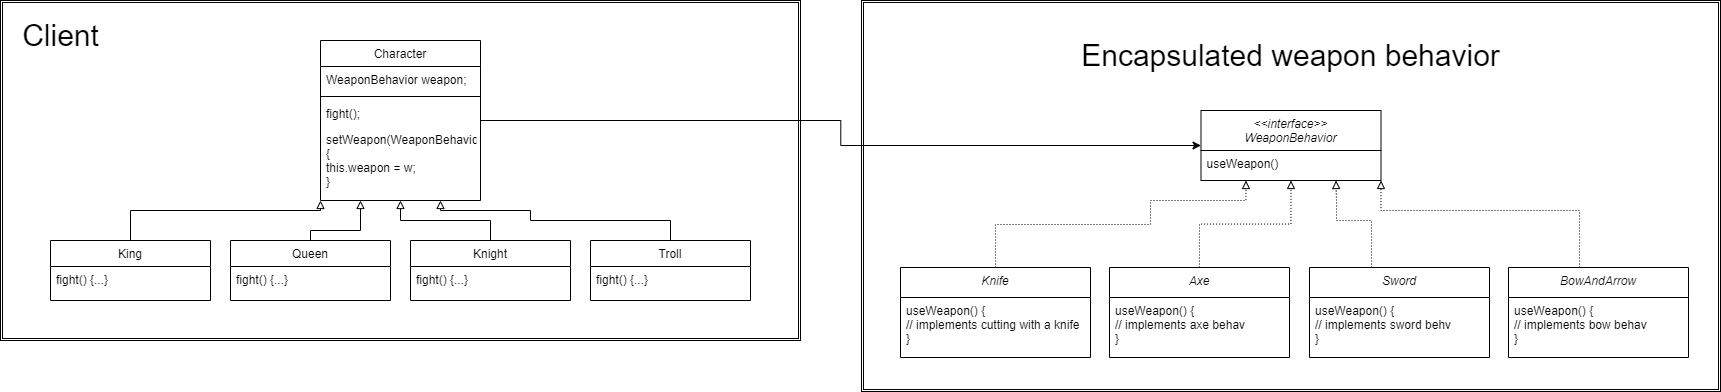 Client
Character
WeaponBehavior weapon;
fight();
setWeapon(WeaponBehavio
{
this.weapon = w;
}
King
fight() {...}
Queen
fight() {...}
Knight
fight() {...}
Troll
fight() {...}
Encapsulated weapon behavior
<<interface>>
WeaponBehavior
useWeapon()
Knife
useWeapon() {
// implements cutting with a knife
}
Axe
useWeapon() {
// implements axe behav
}
Sword
useWeapon() {
// implements sword behv
}
BowAndArrow
useWeapon() {
// implements bow behav
}